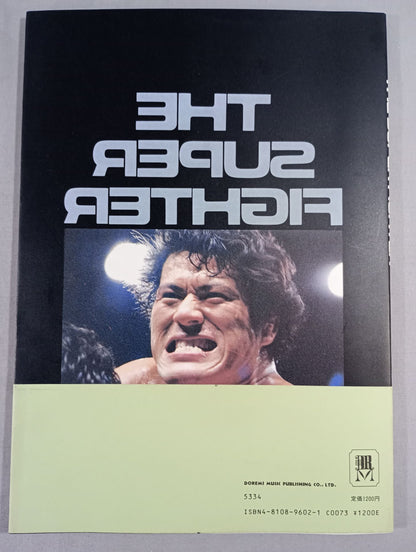 THE
SUPER
FIGHTER
DOREMI MUSIC PUBLISHING CO., LTD.
5334
定価1200円
ISBN4-8108-9602-1 C0073 ¥1200E